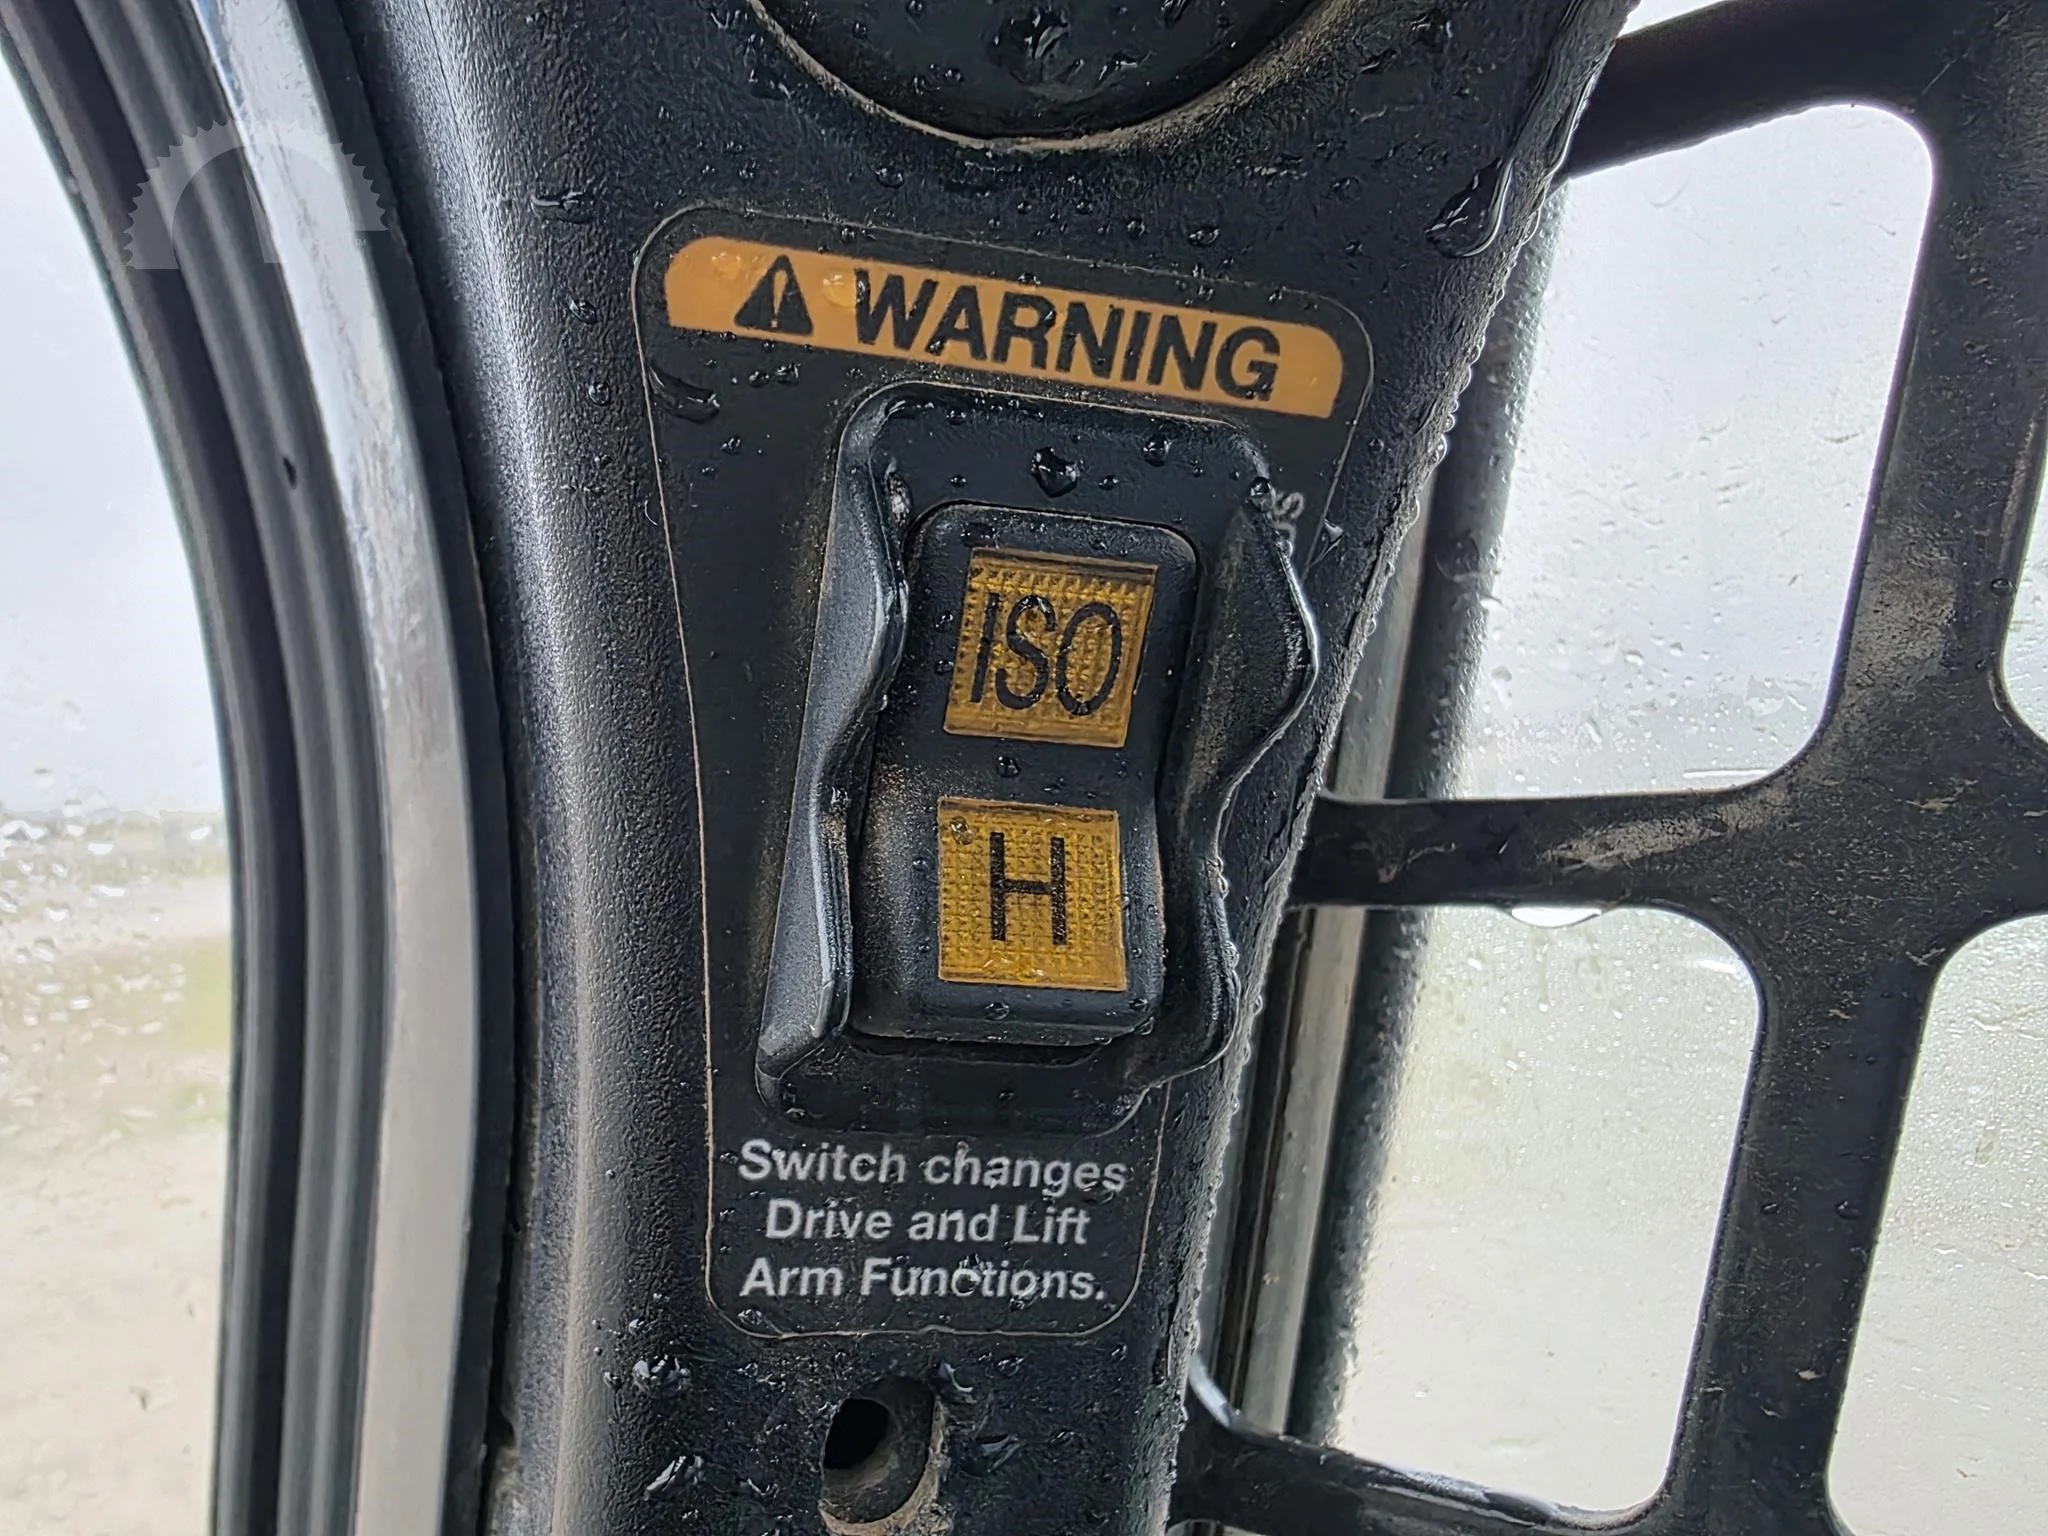 WARNING
ISO
H
Switch changes
Drive and Lift
Arm Functions.